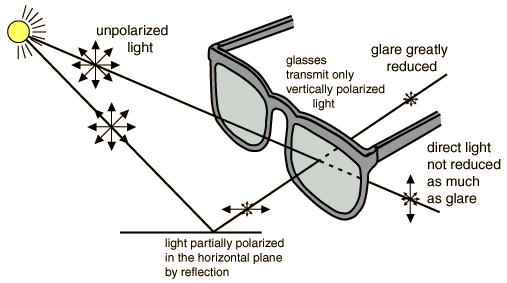 unpolarized
light
glasses
transmit only
vertically polarized
light
glare greatly
reduced
direct light
not reduced
as much
as glare
light partially polarized
in the horizontal plane
by reflection